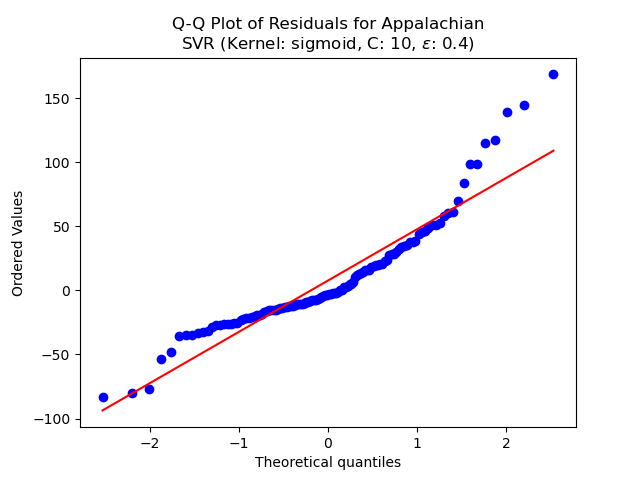 Q-Q Plot of Residuals for Appalachian
SVR (Kernel: sigmoid, C: 10, ε: 0.4)
150
100
50
0
−50
−100
Ordered Values
−2
−1
0
1
2
Theoretical quantiles